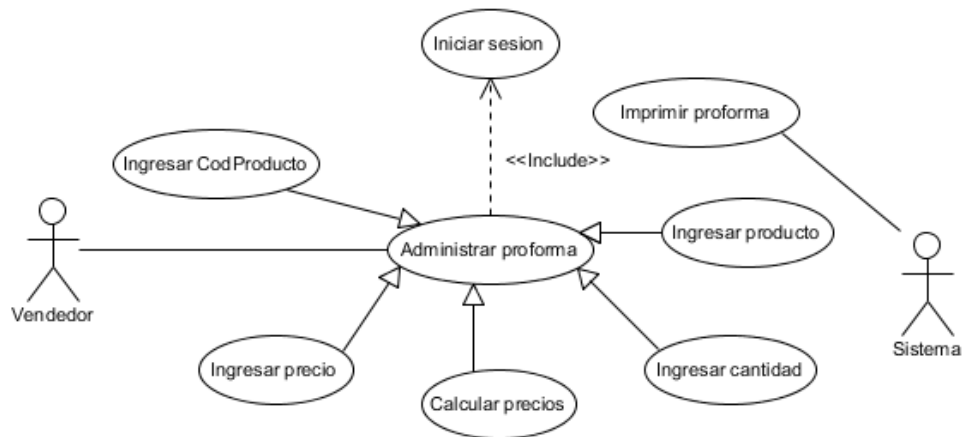 Iniciar sesion
Imprimir proforma
Ingresar CodProducto
<<Include>>
Administrar proforma
Ingresar producto
Vendedor
Sistema
Ingresar precio
Ingresar cantidad
Calcular precios